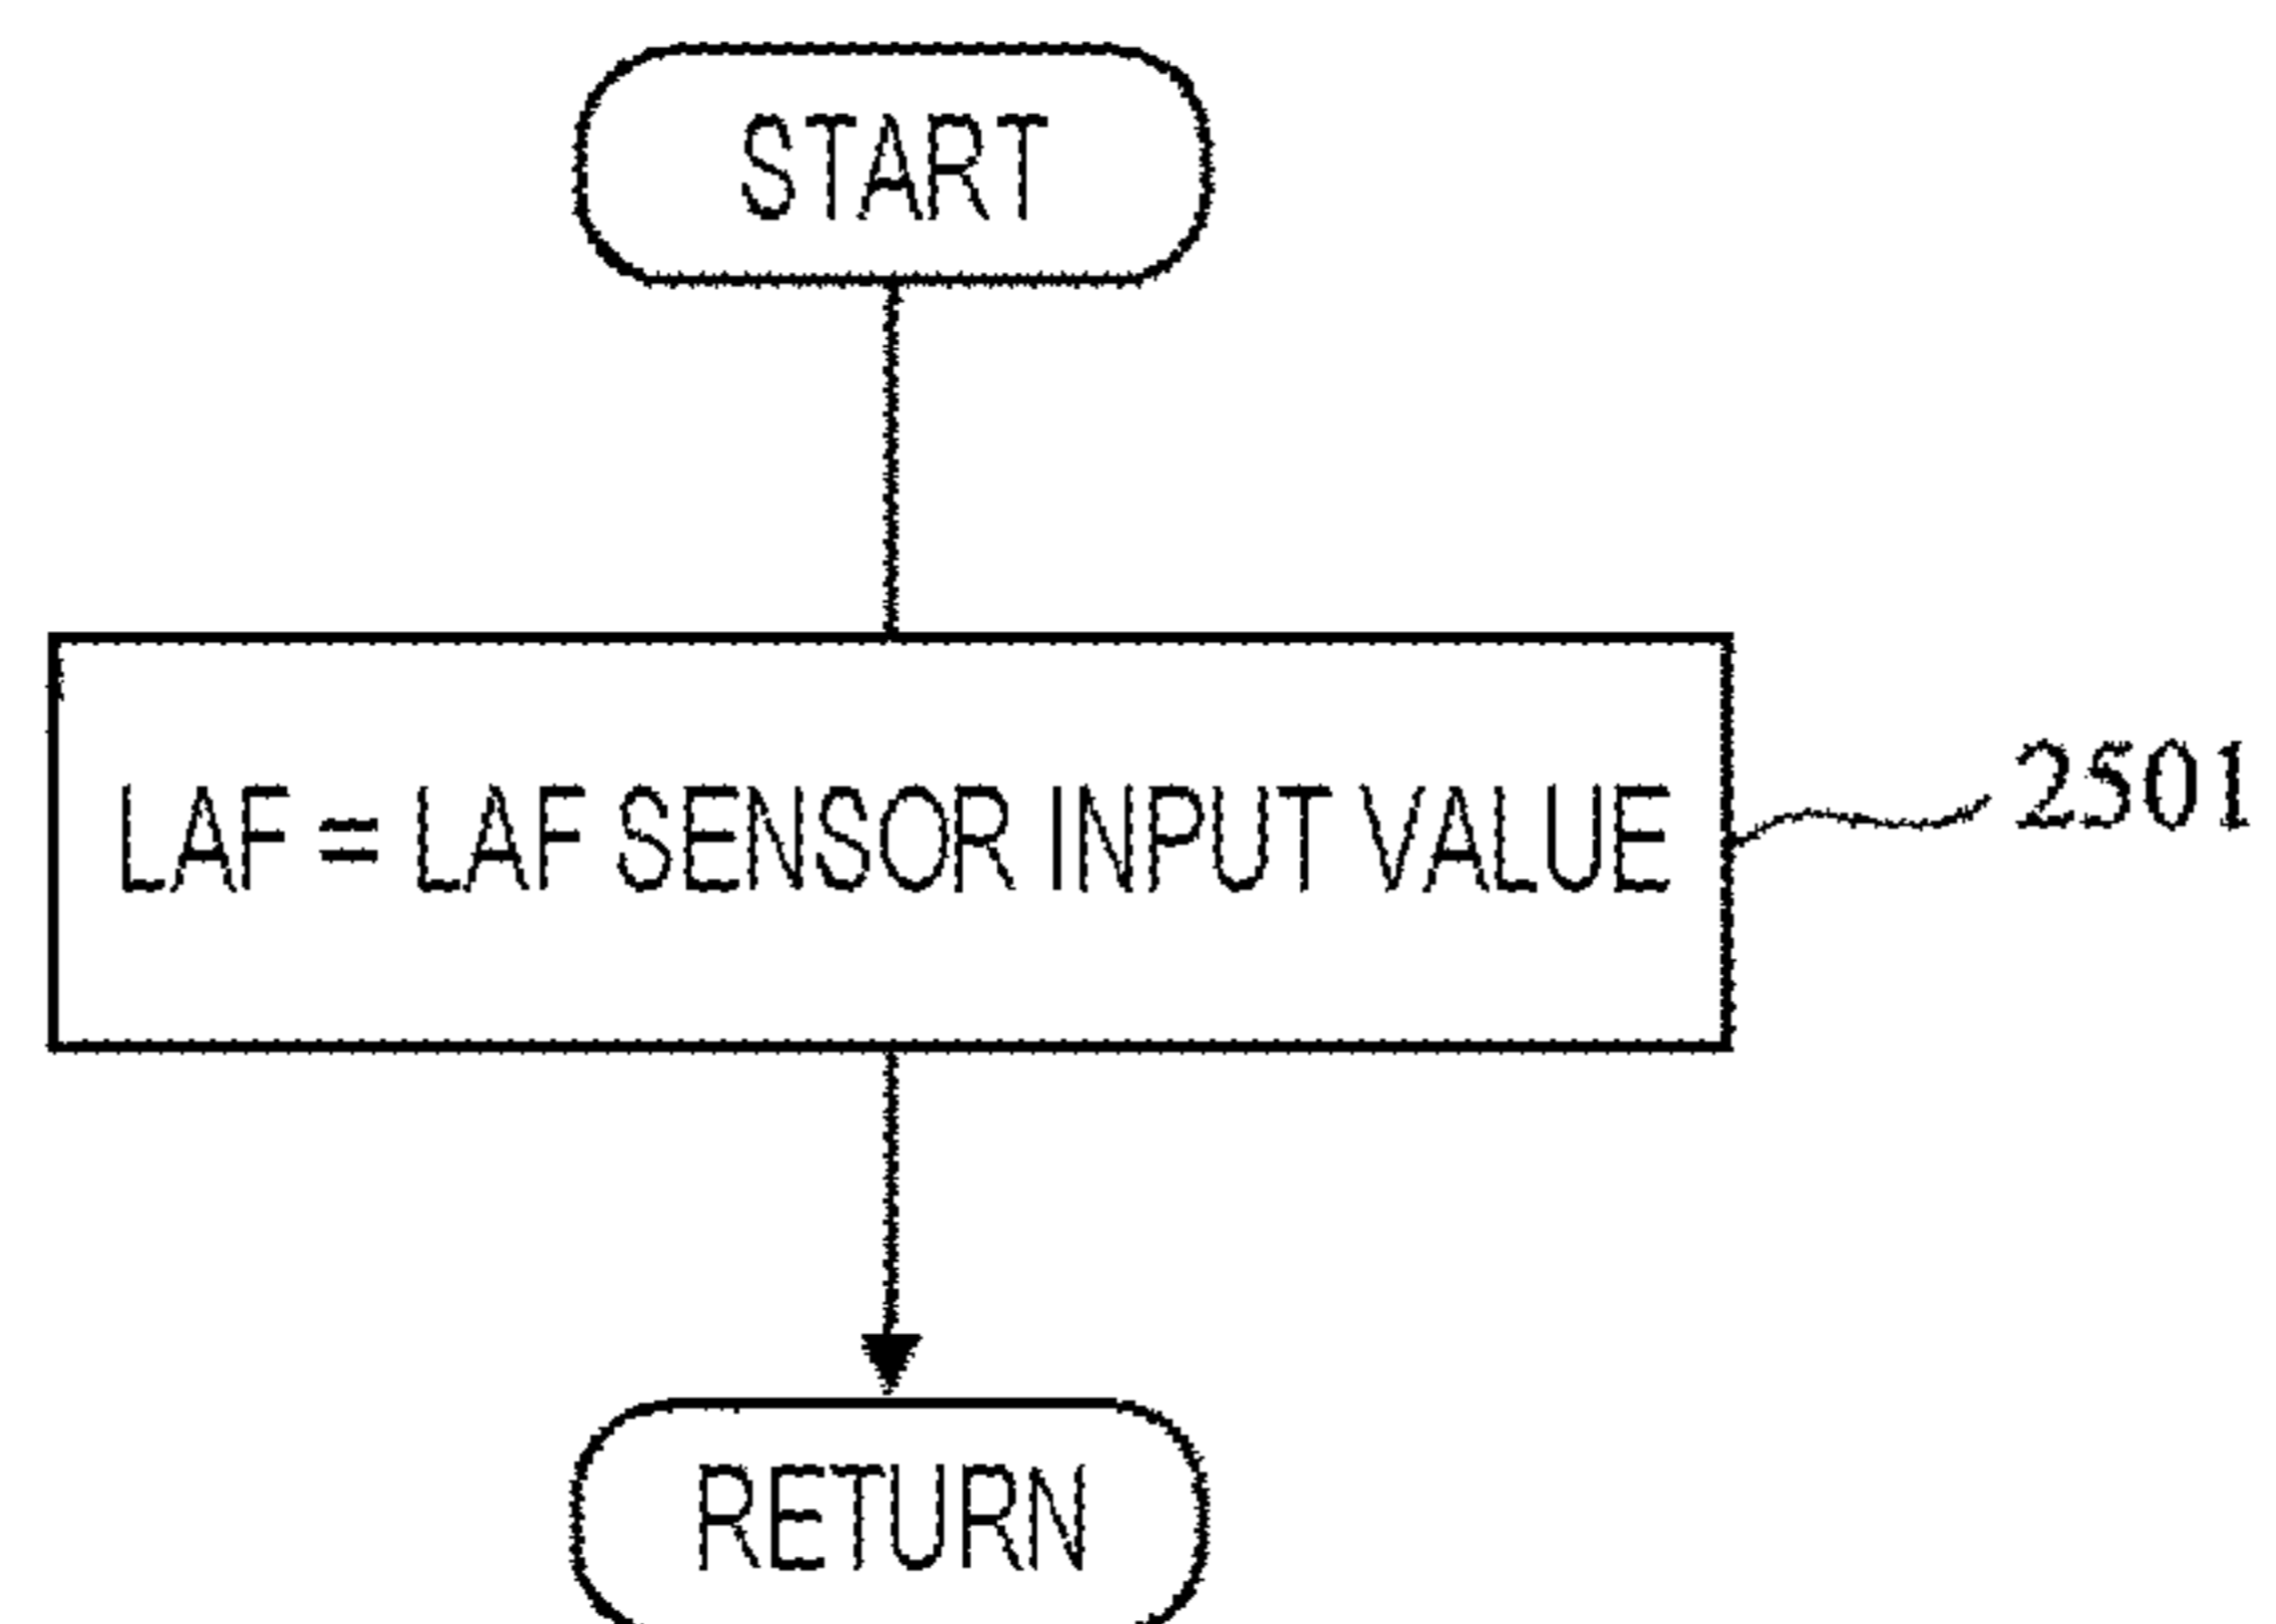 START
LAF = LAF SENSOR INPUT VALUE
2501
RETURN